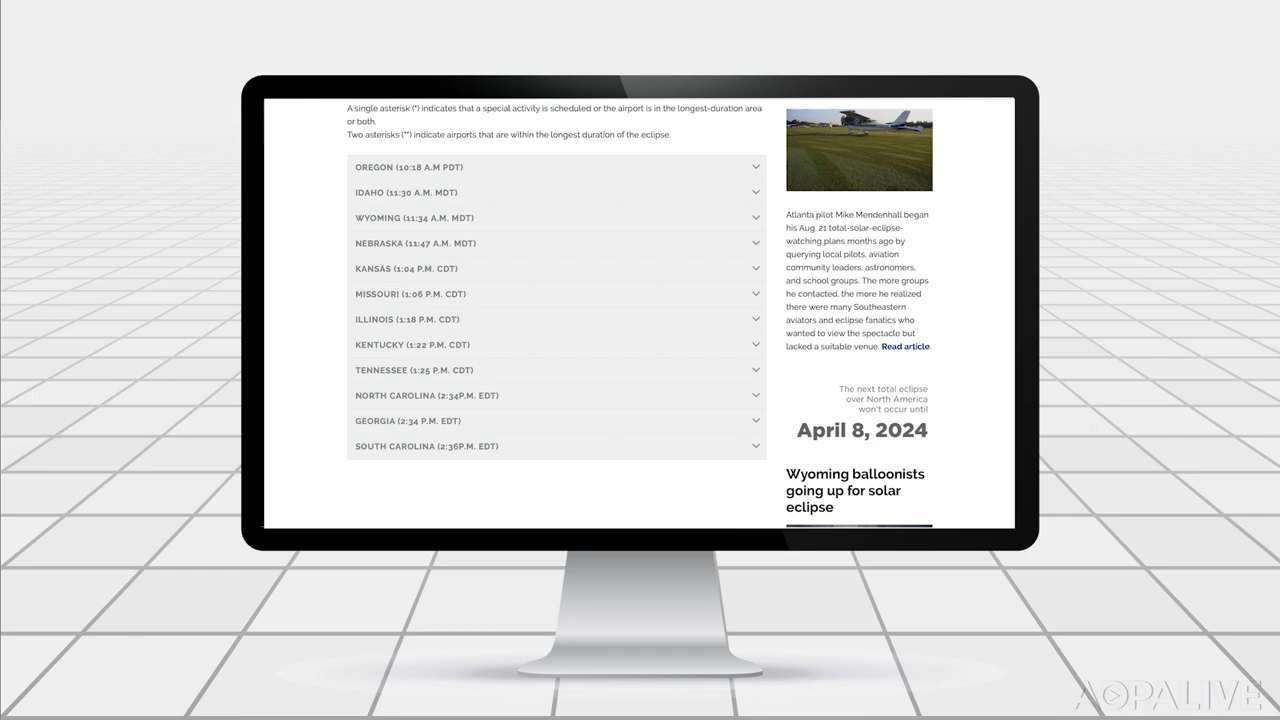 A single asterisk (*) indicates that a special activity is scheduled or the airport is in the longest-duration area
or both.
Two asterisks (**) indicate airports that are within the longest duration of the eclipse.
OREGON (10:18 A.M PDT)
IDAHO (11:30 A.M. MDT)
WYOMING (11:34 A.M. MDT)
NEBRASKA (11:47 A.M. MDT)
KANSAS (1:04 P.M. CDT)
MISSOURI (1:06 P.M. CDT)
ILLINOIS (1:18 P.M. CDT)
KENTUCKY (1:22 P.M. CDT)
TENNESSEE (1:25 P.M. CDT)
NORTH CAROLINA (2:34P.M. EDT)
GEORGIA (2:34 P.M. EDT)
SOUTH CAROLINA (2:36P.M. EDT)
Atlanta pilot Mike Mendenhall began
his Aug. 21 total-solar-eclipse-
watching plans months ago by
querying local pilots, aviation
community leaders, astronomers,
and school groups. The more groups
he contacted, the more he realized
there were many Southeastern
aviators and eclipse fanatics who
wanted to view the spectacle but
lacked a suitable venue. Read article.
The next total eclipse
over North America
won't occur until
April 8, 2024
Wyoming balloonists
going up for solar
eclipse
AOPA LIVE